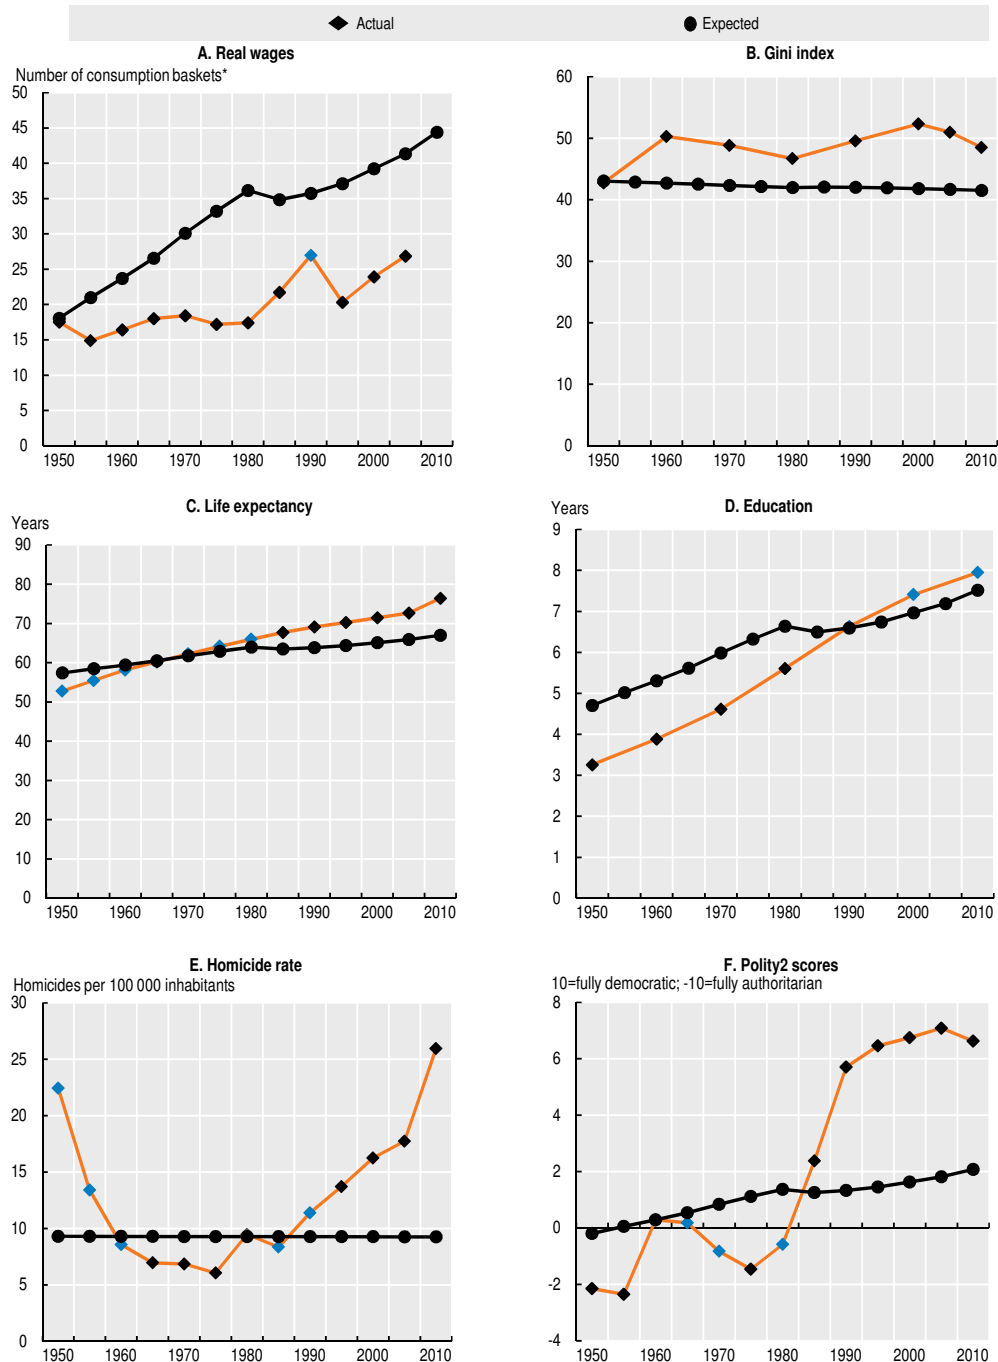 Actual Expected
A. Real wages
Number of consumption baskets*
50
45
40
35
30
25
20
15
10
5
0
1950 1960 1970 1980 1990 2000 2010
B. Gini index
60
50
40
30
20
10
0
1950 1960 1970 1980 1990 2000 2010
C. Life expectancy
Years
90
80
70
60
50
40
30
20
10
0
1950 1960 1970 1980 1990 2000 2010
D. Education
Years
9
8
7
6
5
4
3
2
1
0
1950 1960 1970 1980 1990 2000 2010
E. Homicide rate
Homicides per 100 000 inhabitants
30
25
20
15
10
5
0
1950 1960 1970 1980 1990 2000 2010
F. Polity2 scores
10=fully democratic; -10=fully authoritarian
8
6
4
2
0
-2
-4
1950 1960 1970 1980 1990 2000 2010